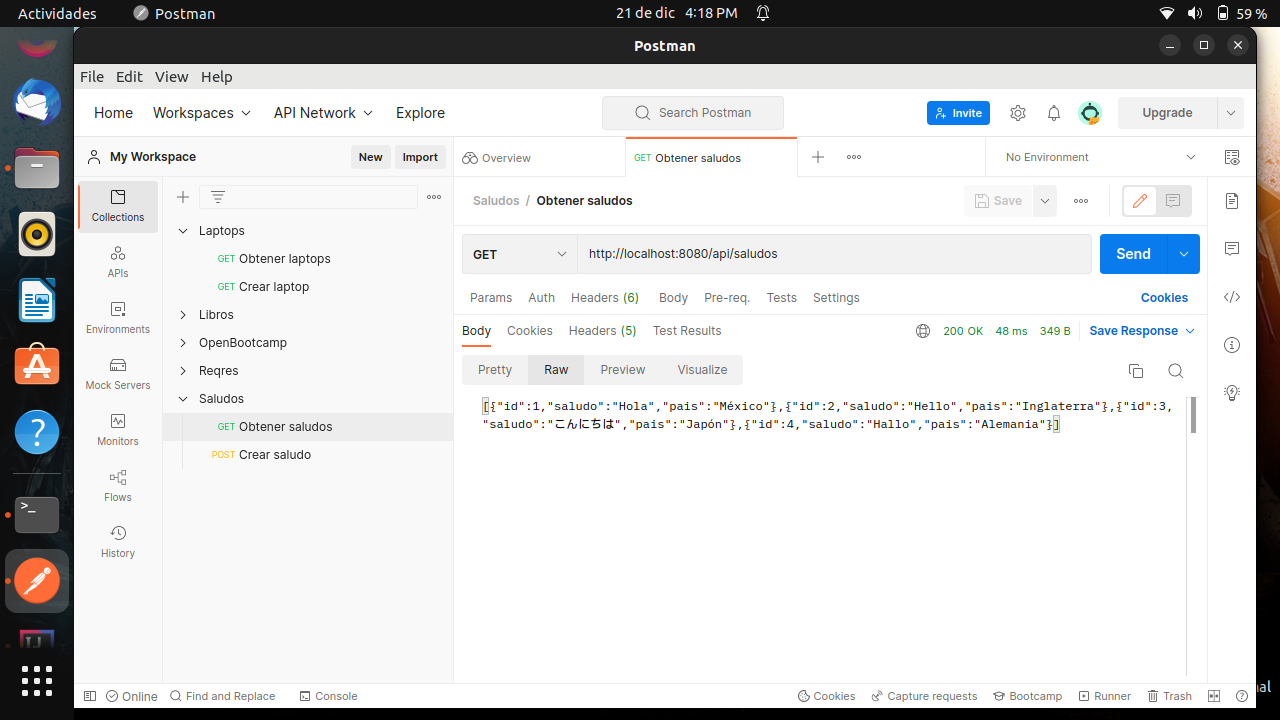 Actividades
Postman
21 de dic 4:18 PM
59 %
Postman
File Edit View Help
Home Workspaces API Network Explore
Search Postman
Invite
Upgrade
My Workspace
New Import
Overview
GET Obtener saludos
No Environment
Collections
APIs
Environments
Mock Servers
Monitors
Flows
History
Laptops
GET Obtener laptops
GET Crear laptop
Libros
OpenBootcamp
Reqres
Saludos
GET Obtener saludos
POST Crear saludo
Saludos / Obtener saludos
Save
GET http://localhost:8080/api/saludos Send
Params Auth Headers (6) Body Pre-req. Tests Settings Cookies
Body Cookies Headers (5) Test Results 200 OK 48 ms 349 B Save Response
Pretty Raw Preview Visualize
[{"id":1,"saludo":"Hola","pais":"México"},{"id":2,"saludo":"Hello","pais":"Inglaterra"},{"id":3,
"saludo":"こんにちは","pais":"Japón"},{"id":4,"saludo":"Hallo","pais":"Alemania"}]
Online Find and Replace Console Cookies Capture requests Bootcamp Runner Trash